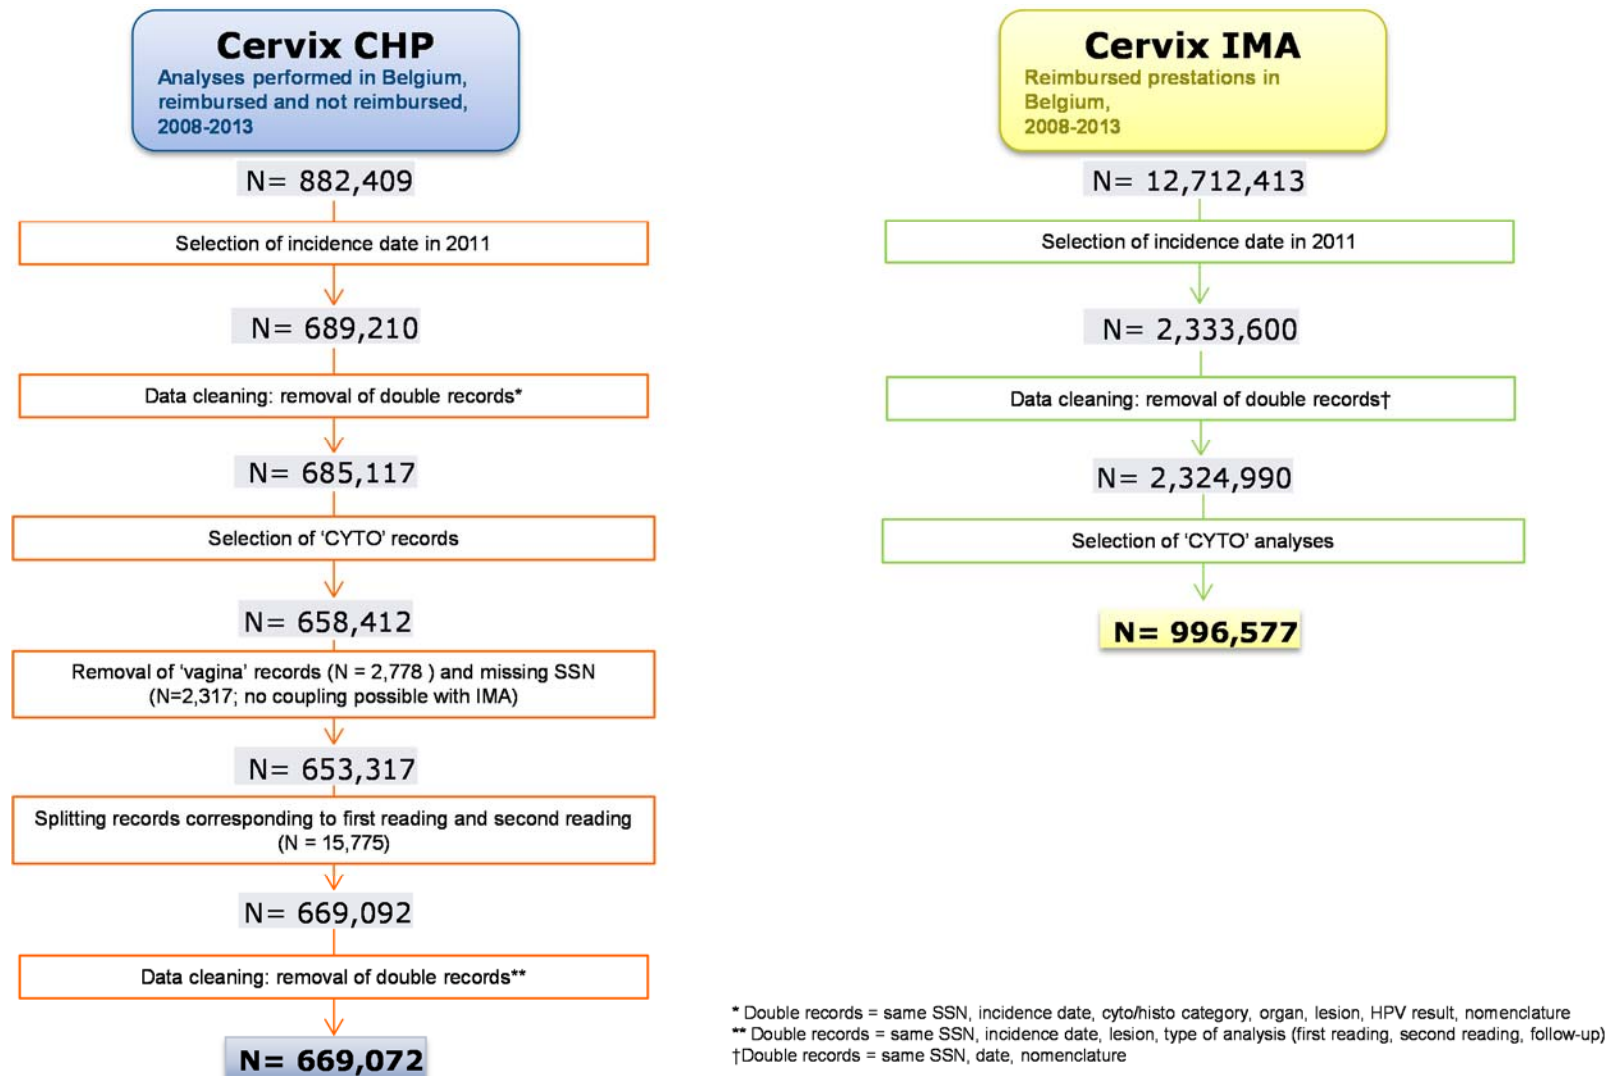 Cervix CHP
Analyses performed in Belgium,
reimbursed and not reimbursed,
2008-2013
N= 882,409
Selection of incidence date in 2011
N= 689,210
Data cleaning: removal of double records*
N= 685,117
Selection of ‘CYTO’ records
N= 658,412
Removal of ‘vagina’ records (N = 2,778 ) and missing SSN
(N=2,317; no coupling possible with IMA)
N= 653,317
Splitting records corresponding to first reading and second reading
(N = 15,775)
N= 669,092
Data cleaning: removal of double records**
N= 669,072
Cervix IMA
Reimbursed prestations in
Belgium,
2008-2013
N= 12,712,413
Selection of incidence date in 2011
N= 2,333,600
Data cleaning: removal of double records†
N= 2,324,990
Selection of ‘CYTO’ analyses
N= 996,577
* Double records = same SSN, incidence date, cyto/histo category, organ, lesion, HPV result, nomenclature
** Double records = same SSN, incidence date, lesion, type of analysis (first reading, second reading, follow-up)
†Double records = same SSN, date, nomenclature